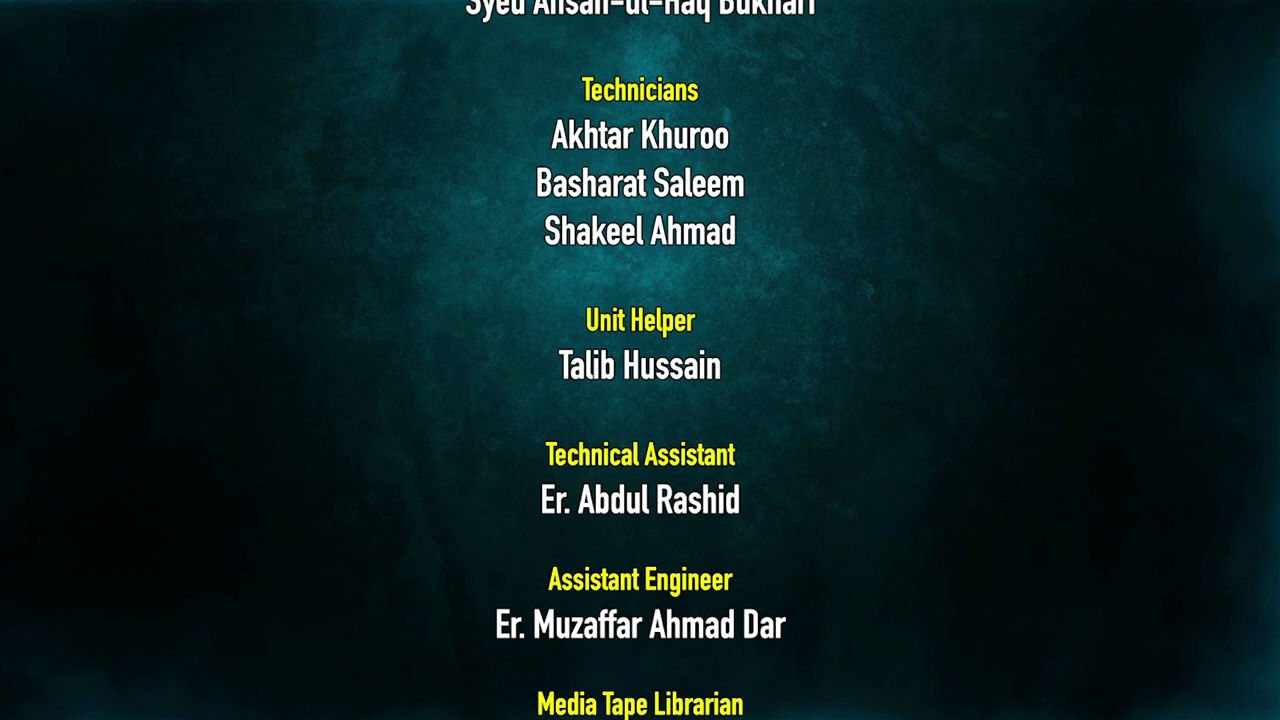 Syed Ahsan-ul-Haq Bukhari
Technicians
Akhtar Khuroo
Basharat Saleem
Shakeel Ahmad
Unit Helper
Talib Hussain
Technical Assistant
Er. Abdul Rashid
Assistant Engineer
Er. Muzaffar Ahmad Dar
Media Tape Librarian